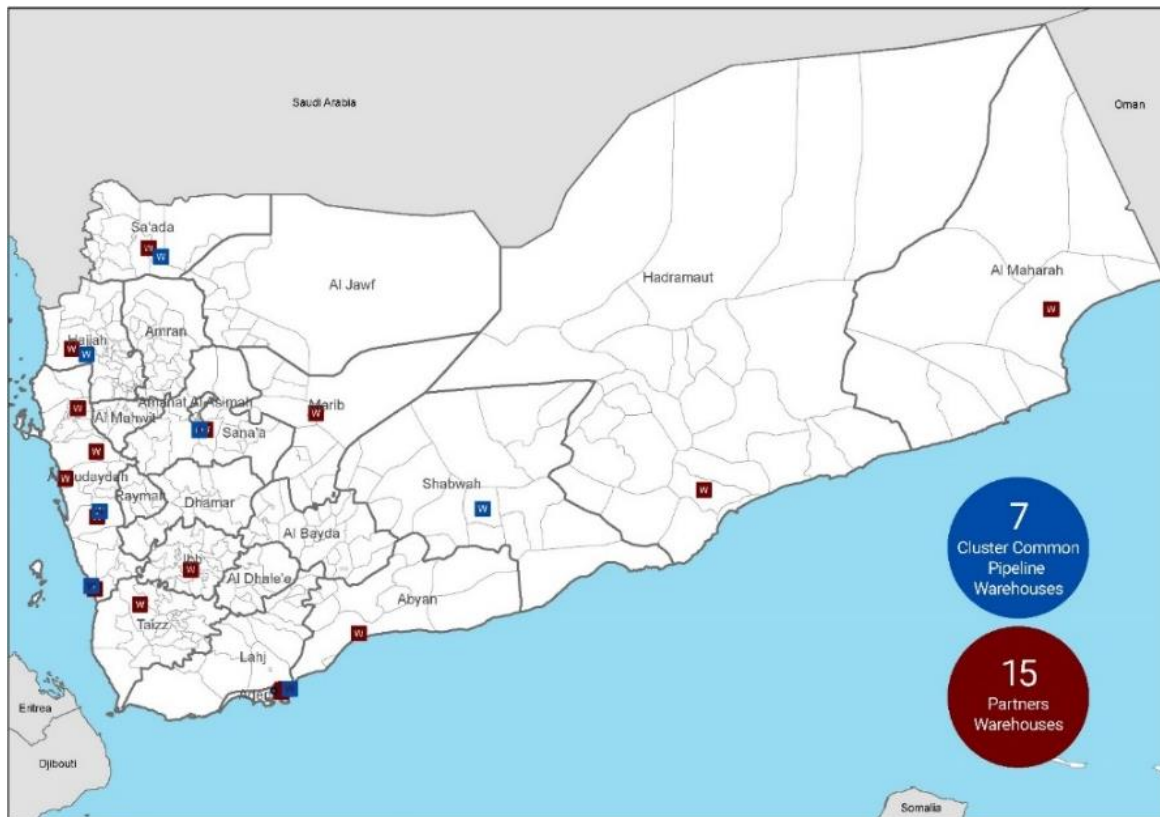 Saudi Arabia
Oman
Sa'ada
W
W
Al Jawf
Hadramaut
Al Maharah
W
Amran
Hajjah
W
W
Amanat Al Asimah
Marib
W
W
Al Mahwit
Sana'a
W
Al Hudaydah
W
Raymah
Dhamar
Shabwah
W
W
Al Bayda
Ibb
W
Al Dhale'e
Abyan
W
Taizz
W
Lahj
W
Aden
7
Cluster Common
Pipeline
Warehouses
15
Partners
Warehouses
Eritrea
Djibouti
Somalia